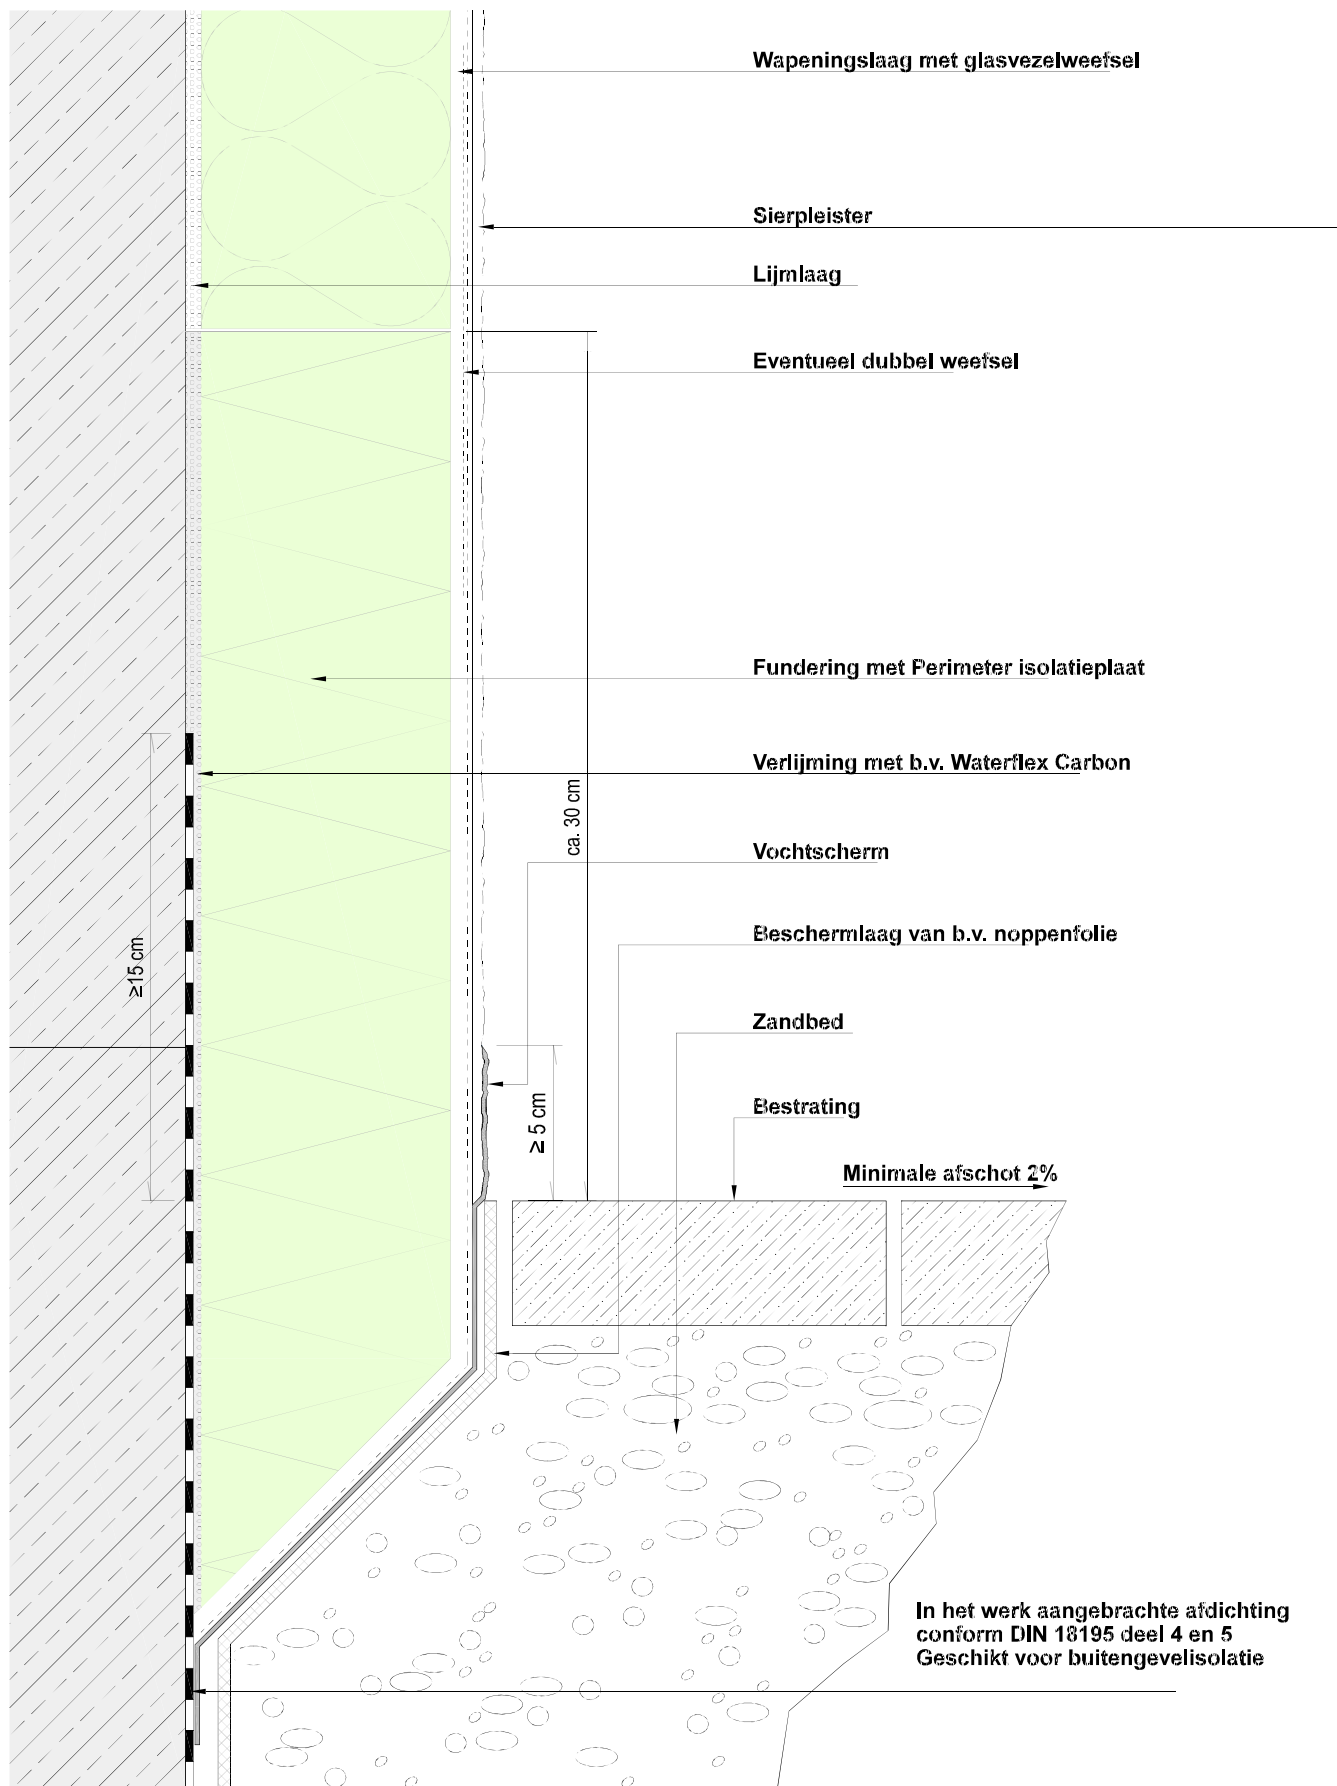 Wapeningslaag met glasvezelweefsel
Sierpleister
Lijmlaag
Eventueel dubbel weefsel
Fundering met Perimeter isolatieplaat
Verlijming met b.v. Waterflex Carbon
ca. 30 cm
Vochtscherm
Beschermlaag van b.v. noppenfolie
≥15 cm
Zandbed
Bestrating
≥ 5 cm
Minimale afschot 2%
In het werk aangebrachte afdichting
conform DIN 18195 deel 4 en 5
Geschikt voor buitengevelisolatie